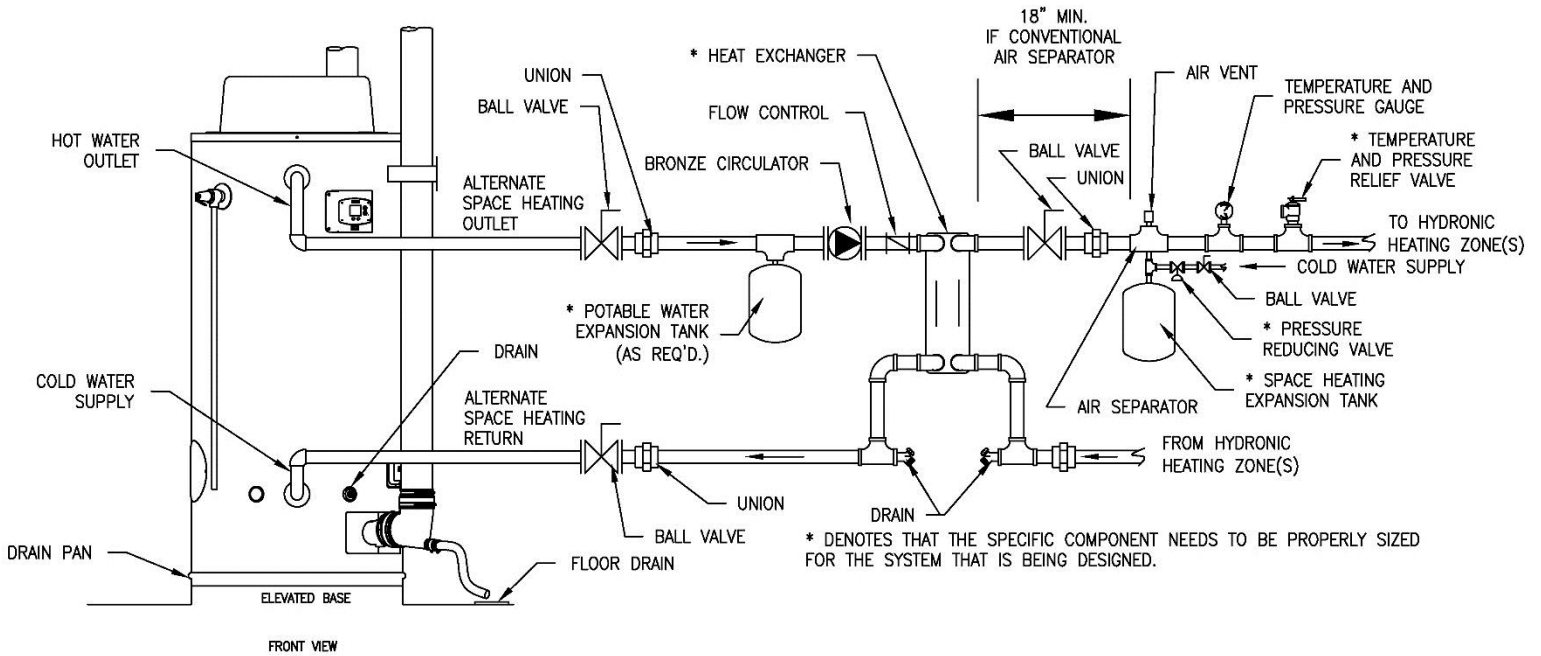 18" MIN.
IF CONVENTIONAL
AIR SEPARATOR
* HEAT EXCHANGER
UNION
BALL VALVE
FLOW CONTROL
BRONZE CIRCULATOR
AIR VENT
TEMPERATURE AND
PRESSURE GAUGE
* TEMPERATURE
AND PRESSURE
RELIEF VALVE
BALL VALVE
UNION
HOT WATER
OUTLET
ALTERNATE
SPACE HEATING
OUTLET
TO HYDRONIC
HEATING ZONE(S)
COLD WATER SUPPLY
BALL VALVE
* PRESSURE
REDUCING VALVE
* SPACE HEATING
EXPANSION TANK
AIR SEPARATOR
* POTABLE WATER
EXPANSION TANK
(AS REQ'D.)
DRAIN
COLD WATER
SUPPLY
ALTERNATE
SPACE HEATING
RETURN
FROM HYDRONIC
HEATING ZONE(S)
UNION
BALL VALVE
DRAIN
* DENOTES THAT THE SPECIFIC COMPONENT NEEDS TO BE PROPERLY SIZED
FOR THE SYSTEM THAT IS BEING DESIGNED.
DRAIN PAN
FLOOR DRAIN
ELEVATED BASE
FRONT VIEW